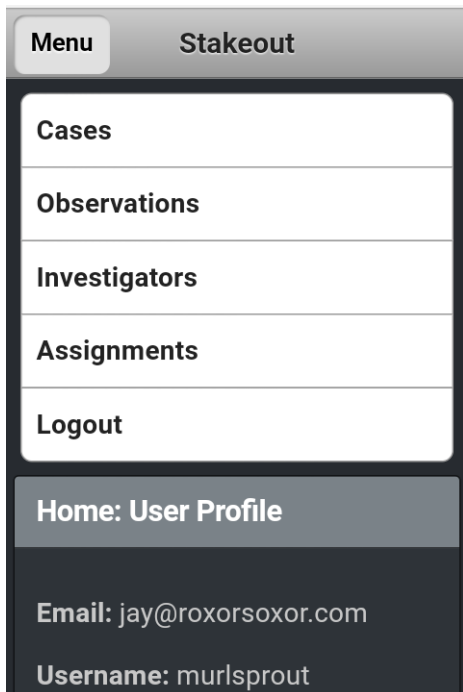 Menu Stakeout
Cases
Observations
Investigators
Assignments
Logout
Home: User Profile
Email: jay@roxorsoxor.com
Username: murlsprout